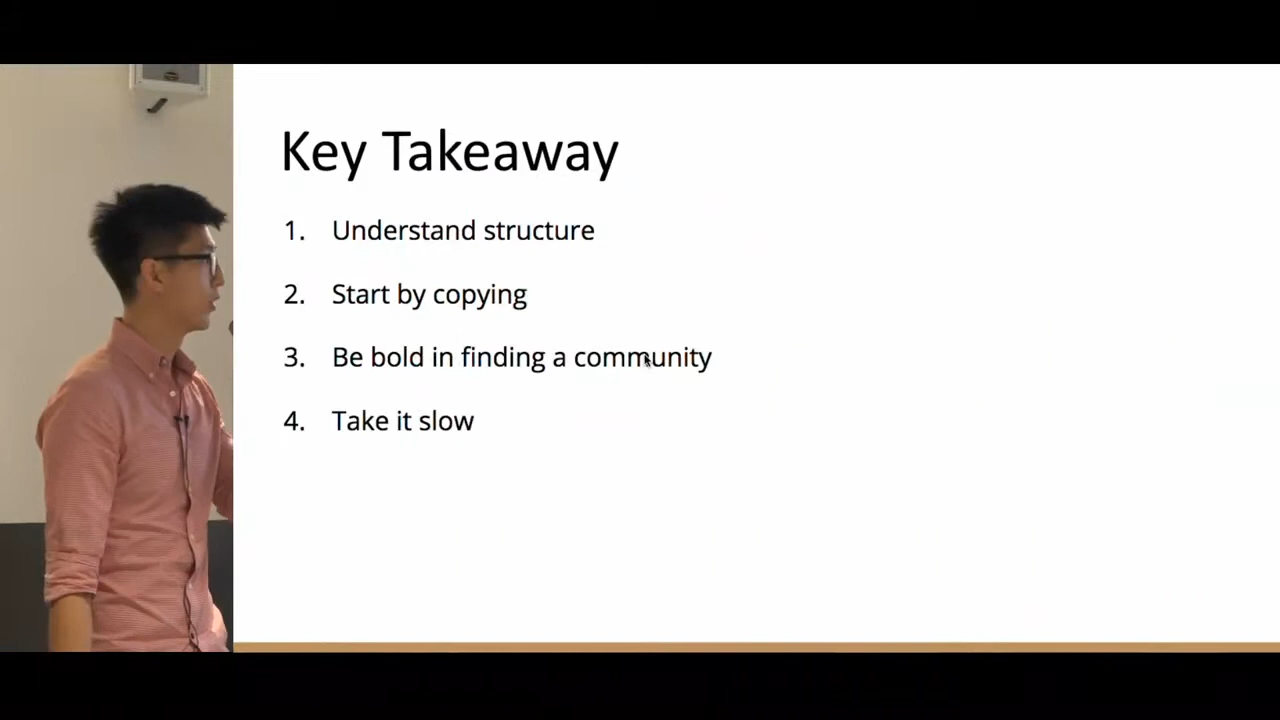 Key Takeaway
1. Understand structure
2. Start by copying
3. Be bold in finding a community
4. Take it slow